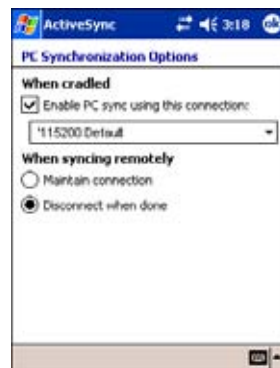 ActiveSync 3:18 ok
PC Synchronization Options
When cradled
Enable PC sync using this connection:
'115200 Default
When syncing remotely
Maintain connection
Disconnect when done